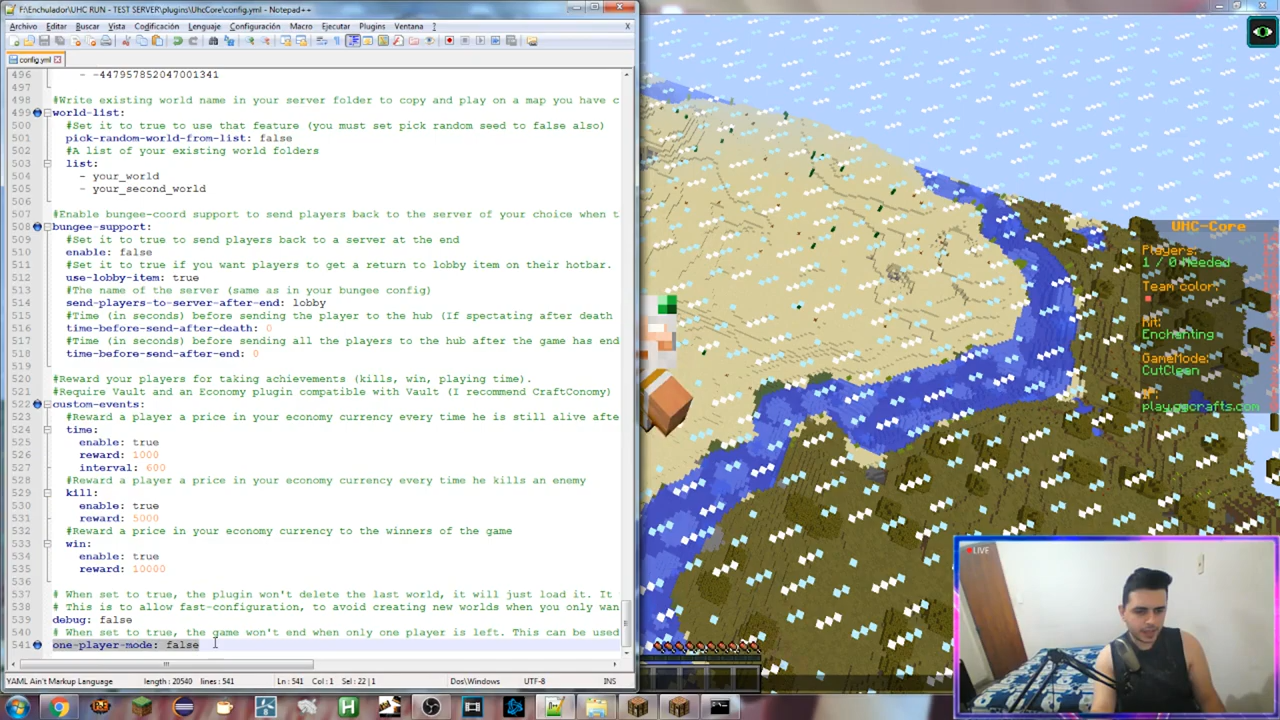 F:\Enchulador\UHC RUN - TEST SERVER\plugins\UhcCore\config.yml - Notepad++
Archivo Editar Buscar Vista Codificación Lenguaje Configuración Macro Ejecutar Plugins Ventana ? X
config.yml
496 - -4479578520470013​41
497
498 #Write existing world name in your server folder to copy and play on a map you have c
499 world-list:
500 #Set it to true to use that feature (you must set pick random seed to false also)
501 pick-random-world-from-list: false
502 #A list of your existing world folders
503 list:
504 - your_world
505 - your_second_world
506
507 #Enable bungee-coord support to send players back to the server of your choice when t
508 bungee-support:
509 #Set it to true to send players back to a server at the end
510 enable: false
511 #Set it to true if you want players to get a return to lobby item on their hotbar.
512 use-lobby-item: true
513 #The name of the server (same as in your bungee config)
514 send-players-to-server-after-end: lobby
515 #Time (in seconds) before sending the player to the hub (If spectating after death
516 time-before-send-after-death: 0
517 #Time (in seconds) before sending all the players to the hub after the game has end
518 time-before-send-after-end: 0
519
520 #Reward your players for taking achievements (kills, win, playing time).
521 #Require Vault and an Economy plugin compatible with Vault (I recommend CraftConomy)
522 custom-events:
523 #Reward a player a price in your economy currency every time he is still alive afte
524 time:
525 enable: true
526 reward: 1000
527 interval: 600
528 #Reward a player a price in your economy currency every time he kills an enemy
529 kill:
530 enable: true
531 reward: 5000
532 #Reward a price in your economy currency to the winners of the game
533 win:
534 enable: true
535 reward: 10000
536
537 # When set to true, the plugin won't delete the last world, it will just load it. It
538 # This is to allow fast-configuration, to avoid creating new worlds when you only wan
539 debug: false
540 # When set to true, the game won't end when only one player is left. This can be used
541 one-player-mode: false
YAML Ain't Markup Language length: 20540 lines: 541 Ln: 541 Col: 1 Sel: 22 | 1 Dos\Windows UTF-8 INS
UHC-Core
Players:
1 / 0 Needed
Team color:
Kit:
Enchanting
GameMode:
CutClean
IP:
play.ggcrafts.com
LIVE